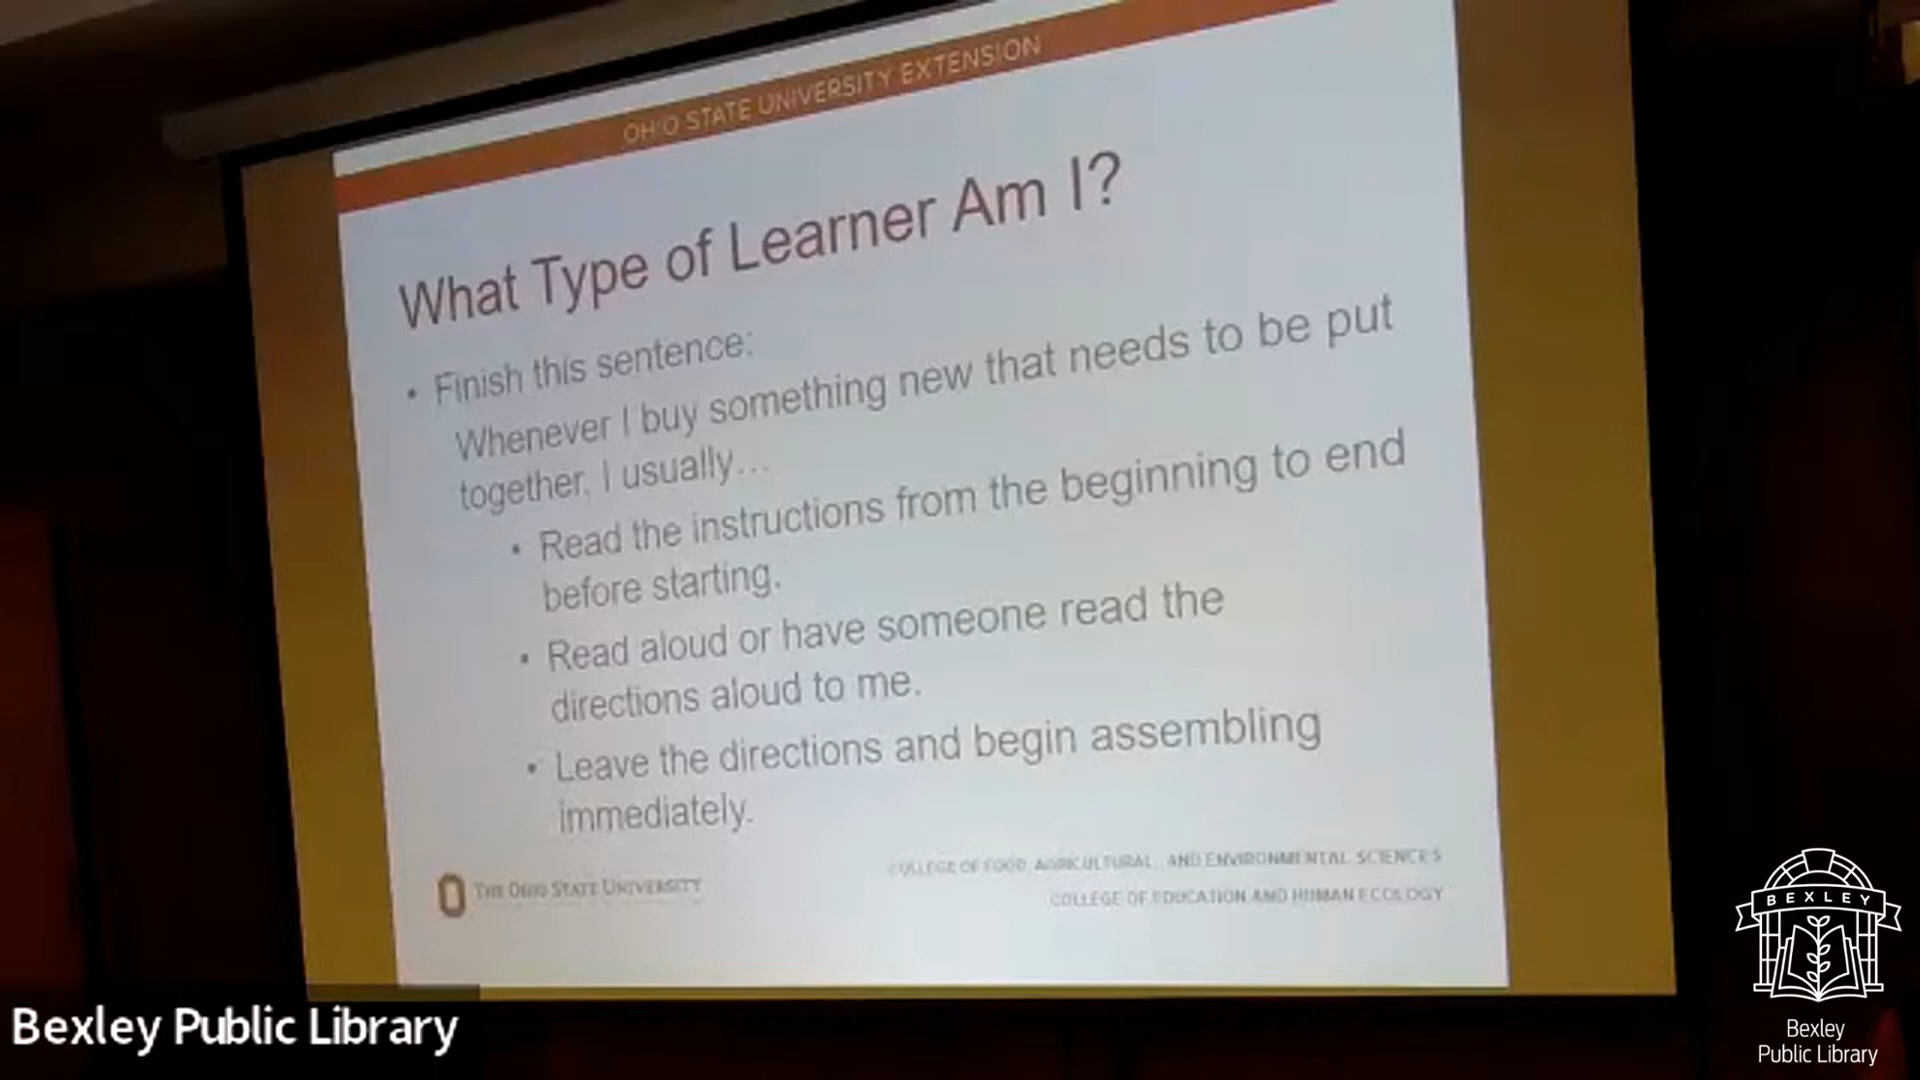 OHIO STATE UNIVERSITY EXTENSION
What Type of Learner Am I?
• Finish this sentence:
Whenever I buy something new that needs to be put
together, I usually…
• Read the instructions from the beginning to end
before starting.
• Read aloud or have someone read the
directions aloud to me.
• Leave the directions and begin assembling
immediately.
THE OHIO STATE UNIVERSITY
COLLEGE OF FOOD, AGRICULTURAL, AND ENVIRONMENTAL SCIENCES
COLLEGE OF EDUCATION AND HUMAN ECOLOGY
Bexley Public Library
BEXLEY
Bexley
Public Library